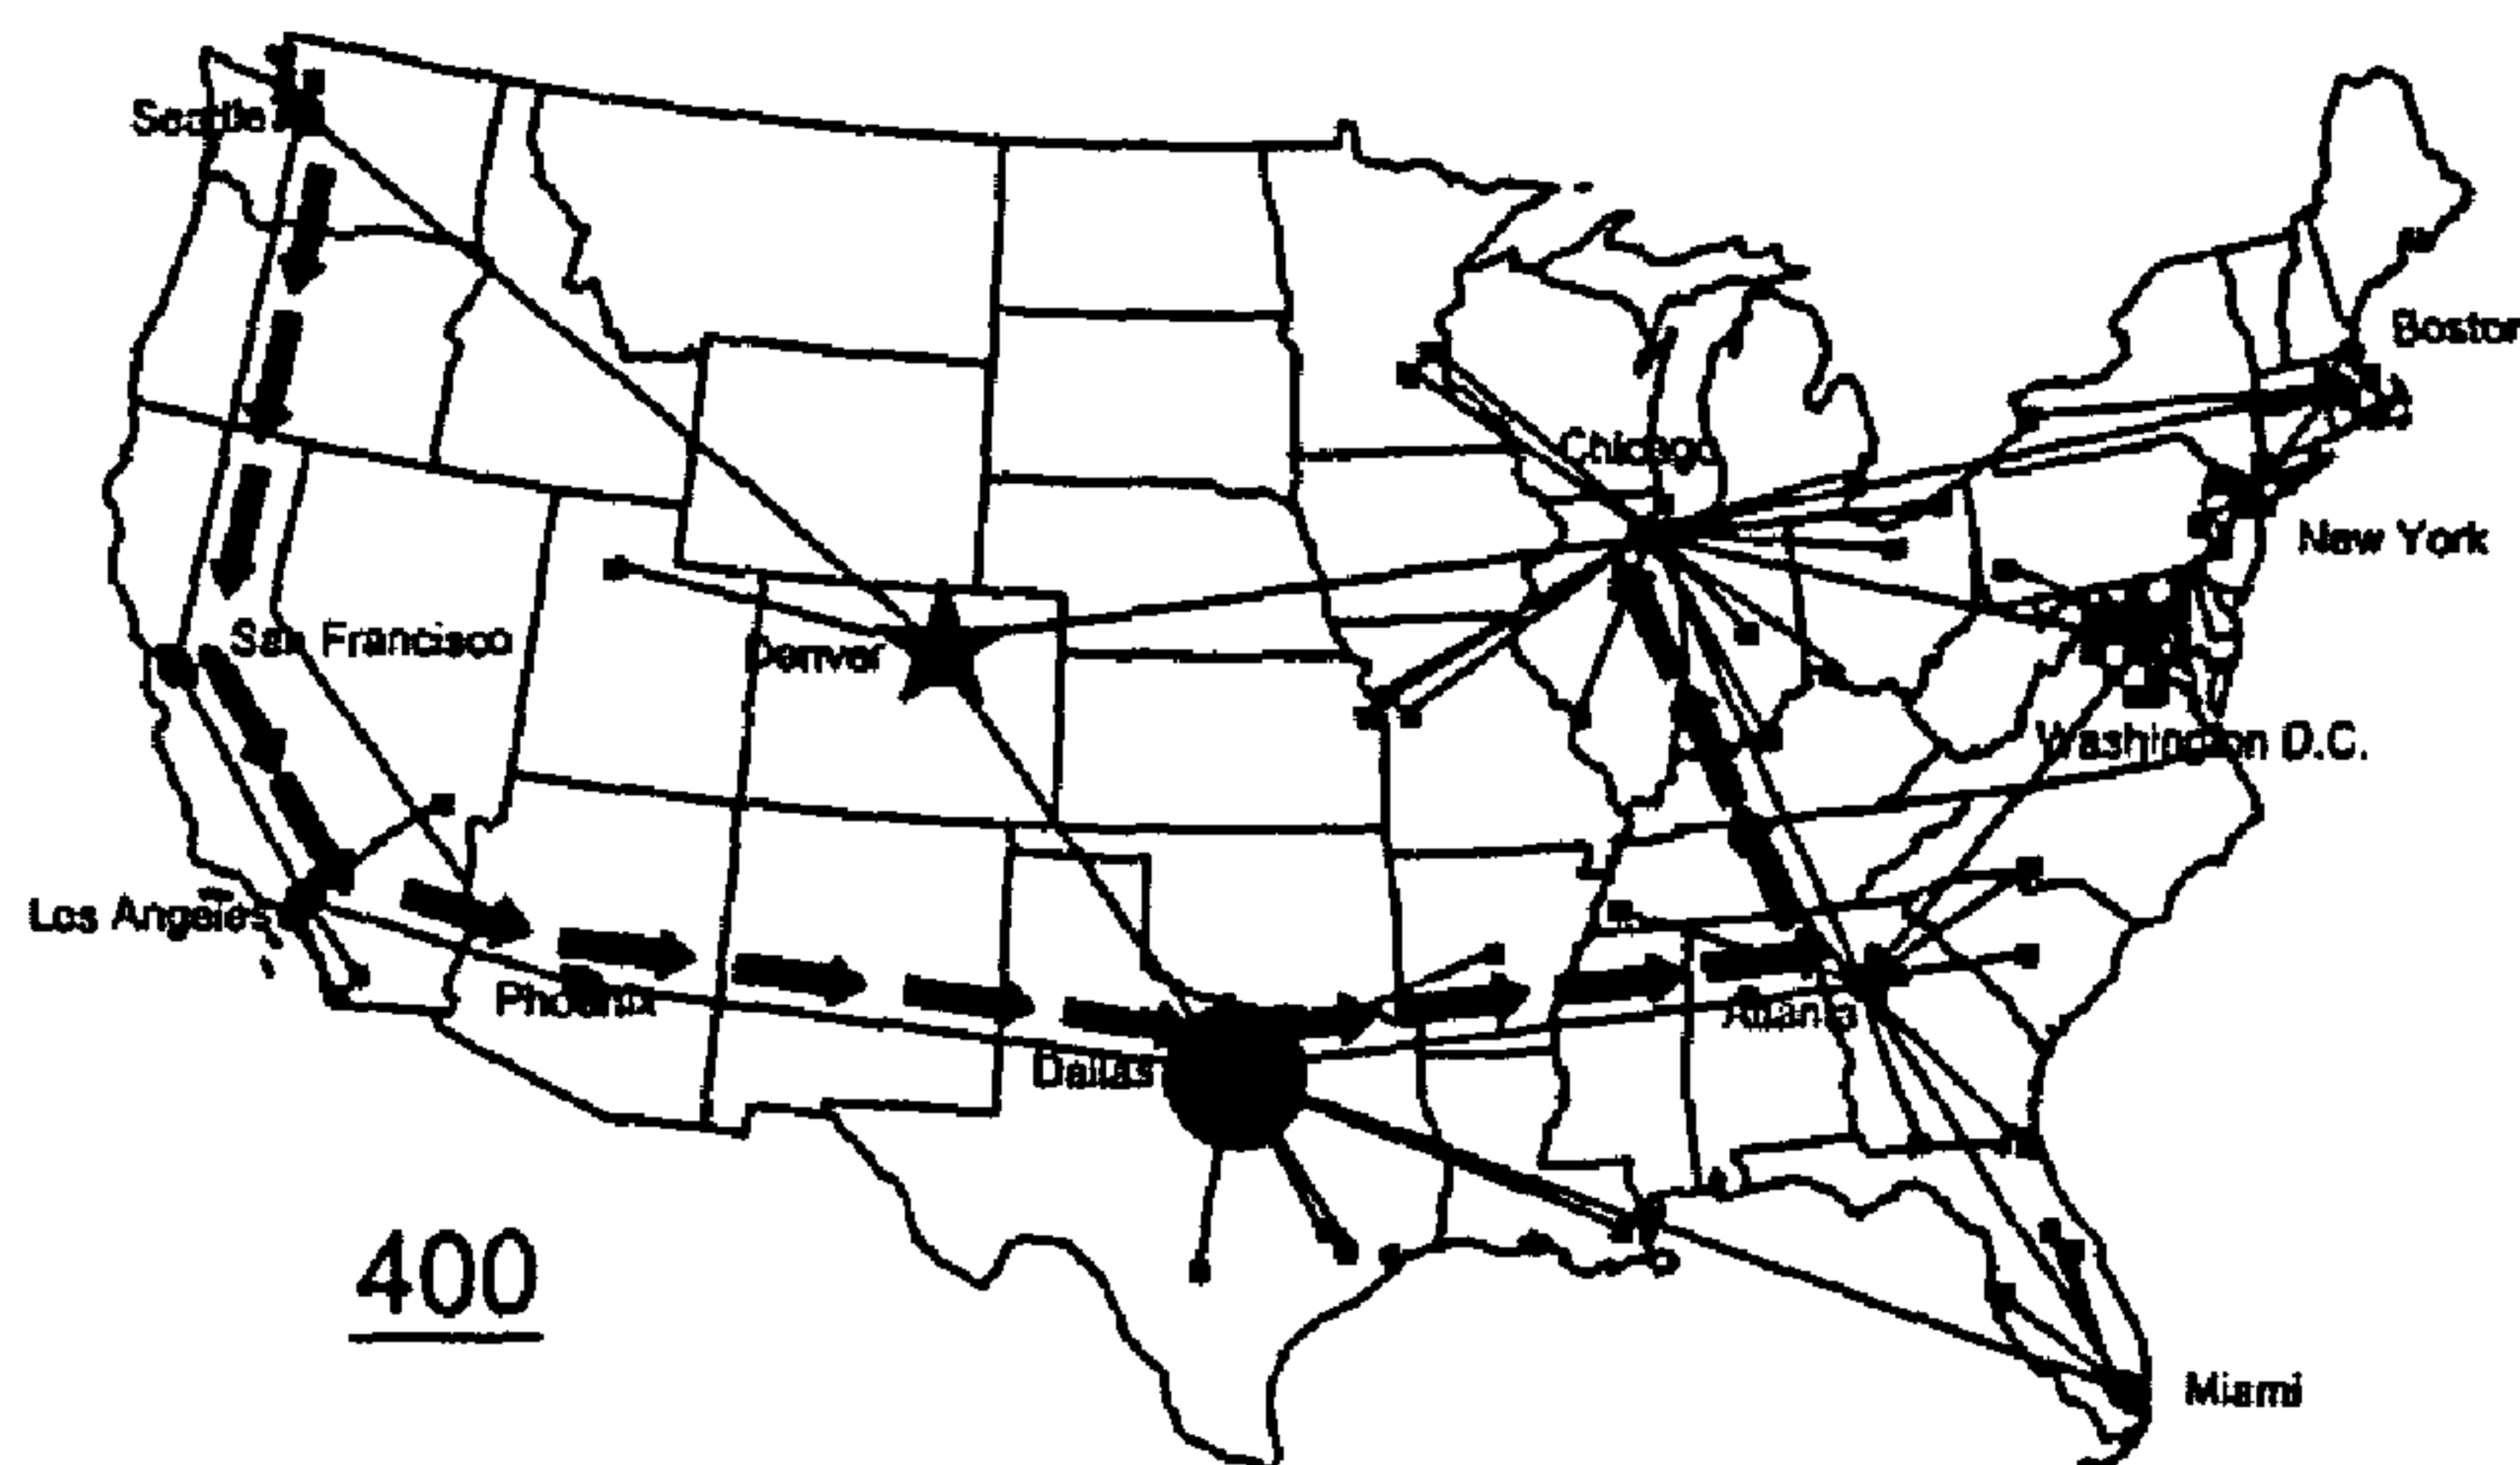 Seattle
Boston
Chicago
New York
San Francisco
Denver
Washington D.C.
Los Angeles
Phoenix
Atlanta
Dallas
400
Miami